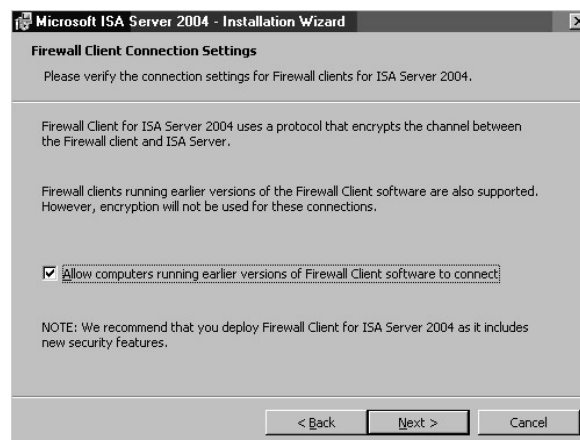 Microsoft ISA Server 2004 - Installation Wizard
Firewall Client Connection Settings
Please verify the connection settings for Firewall clients for ISA Server 2004.
Firewall Client for ISA Server 2004 uses a protocol that encrypts the channel between
the Firewall client and ISA Server.
Firewall clients running earlier versions of the Firewall Client software are also supported.
However, encryption will not be used for these connections.
Allow computers running earlier versions of Firewall Client software to connect
NOTE: We recommend that you deploy Firewall Client for ISA Server 2004 as it includes
new security features.
< Back Next > Cancel